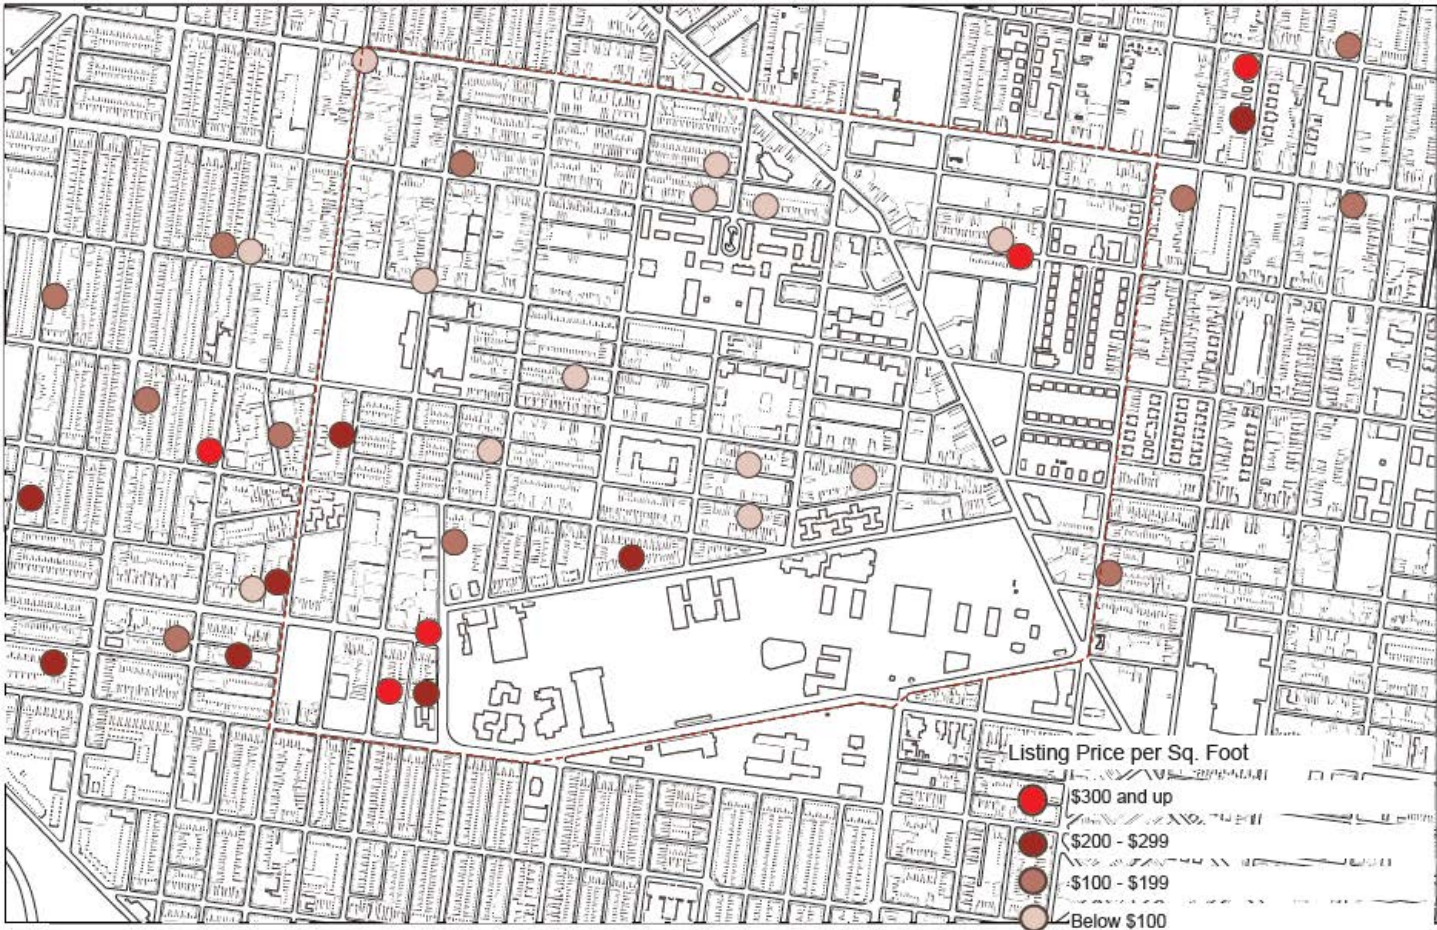 Listing Price per Sq. Foot
$300 and up
$200 - $299
$100 - $199
Below $100